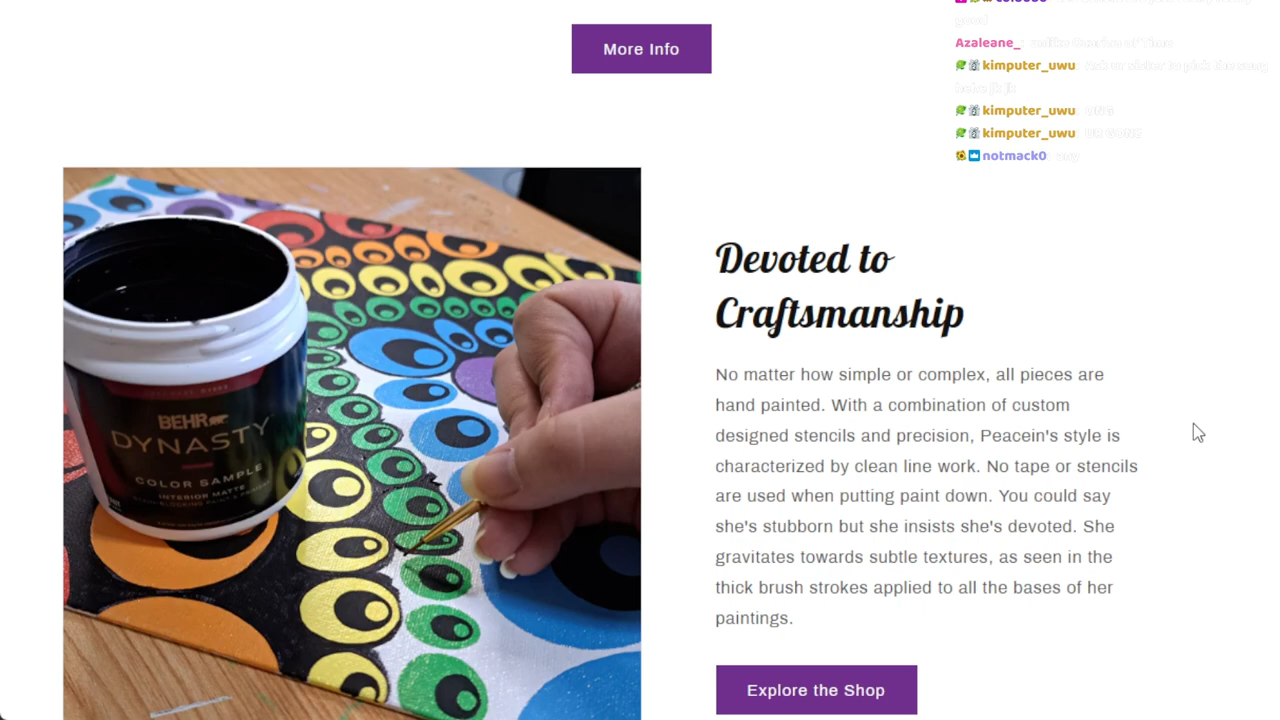 More Info
Azaleane_
kimputer_uwu
kimputer_uwu
kimputer_uwu
notmack0
BEHR
DYNASTY
COLOR SAMPLE
INTERIOR MATTE
Devoted to
Craftsmanship
No matter how simple or complex, all pieces are
hand painted. With a combination of custom
designed stencils and precision, Peacein's style is
characterized by clean line work. No tape or stencils
are used when putting paint down. You could say
she's stubborn but she insists she's devoted. She
gravitates towards subtle textures, as seen in the
thick brush strokes applied to all the bases of her
paintings.
Explore the Shop